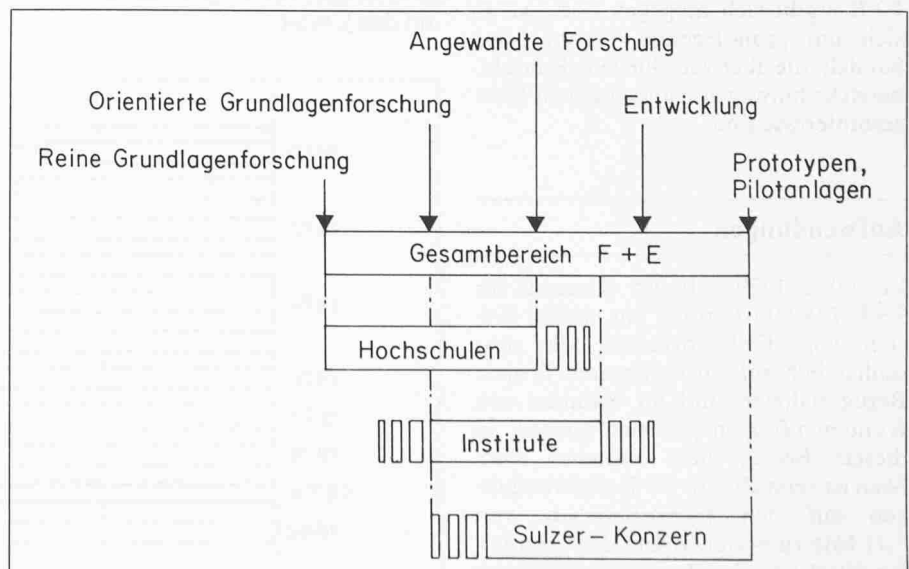 Angewandte Forschung
Orientierte Grundlagenforschung
Entwicklung
Reine Grundlagenforschung
Prototypen,
Pilotanlagen
Gesamtbereich F + E
Hochschulen
Institute
Sulzer-Konzern